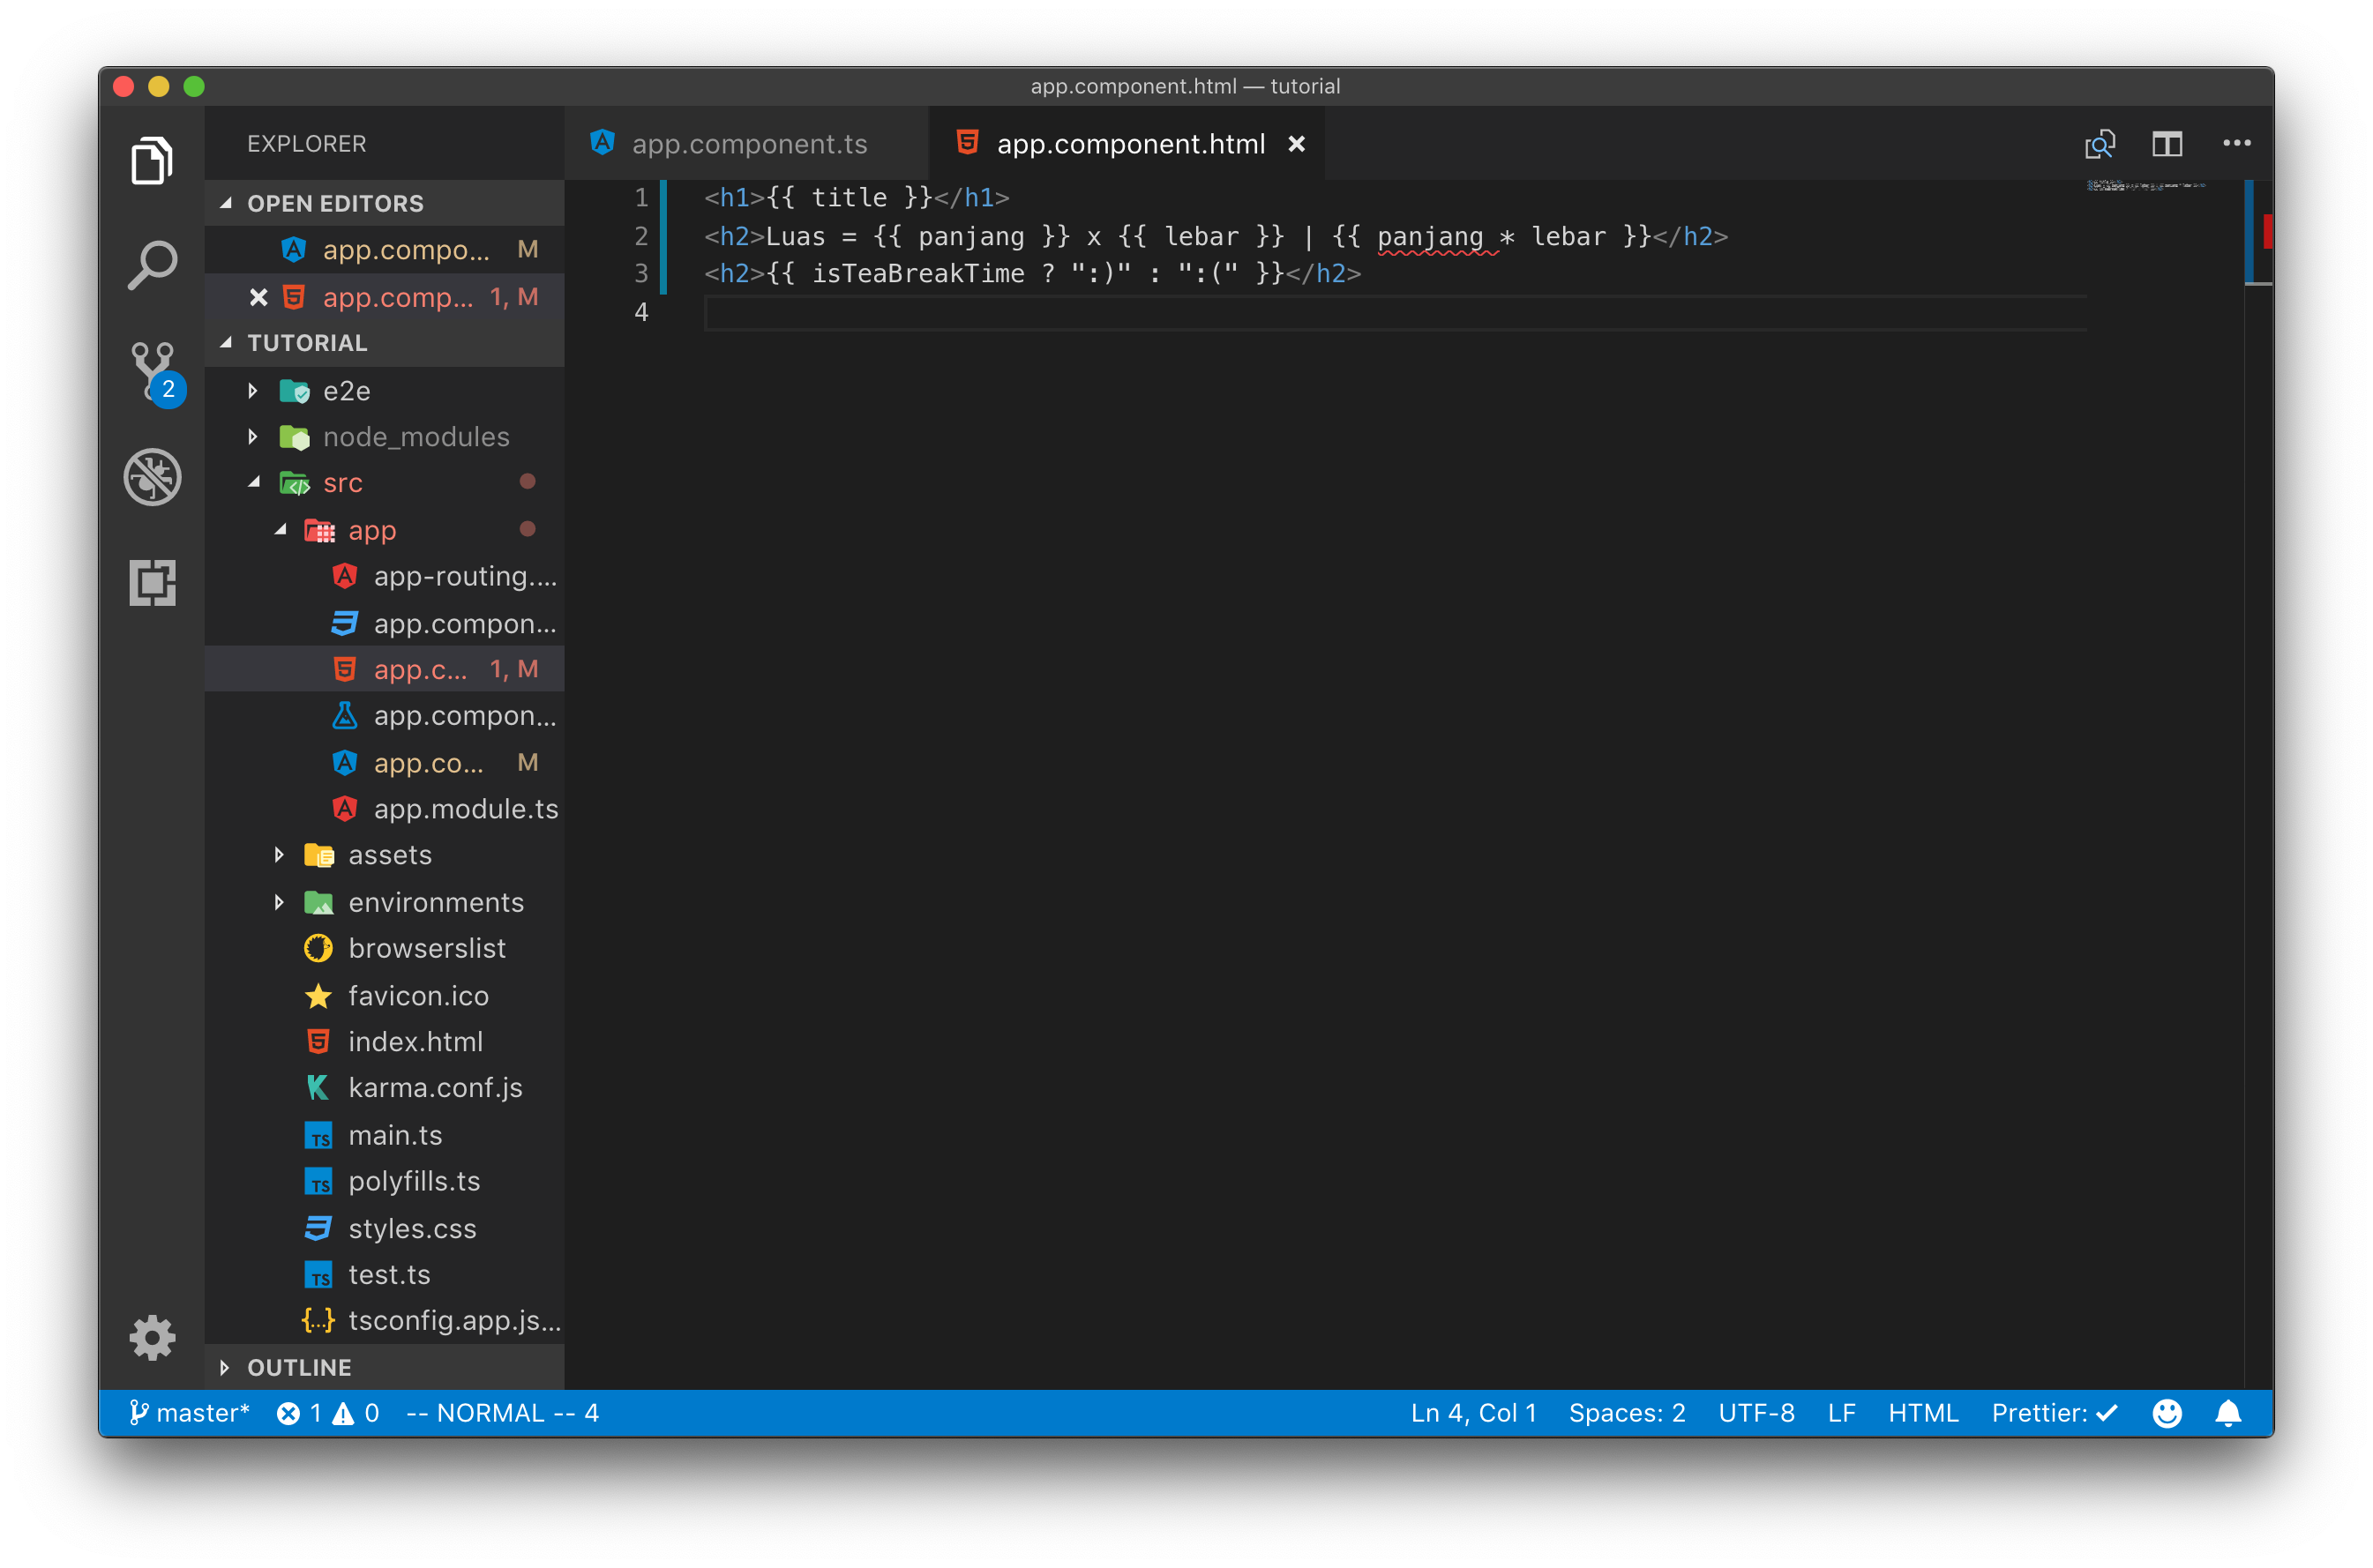 app.component.html — tutorial
EXPLORER
app.component.ts
app.component.html
OPEN EDITORS
app.compo... M
app.comp... 1, M
TUTORIAL
2
e2e
node_modules
src
app
app-routing....
app.compon...
app.c... 1, M
app.compon...
app.co... M
app.module.ts
assets
environments
browserslist
favicon.ico
index.html
karma.conf.js
main.ts
polyfills.ts
styles.css
test.ts
tsconfig.app.js...
OUTLINE
1 <h1>{{ title }}</h1>
2 <h2>Luas = {{ panjang }} x {{ lebar }} | {{ panjang * lebar }}</h2>
3 <h2>{{ isTeaBreakTime ? ":)" : ":(" }}</h2>
4
master* 1 0 -- NORMAL -- 4 Ln 4, Col 1 Spaces: 2 UTF-8 LF HTML Prettier: ✓